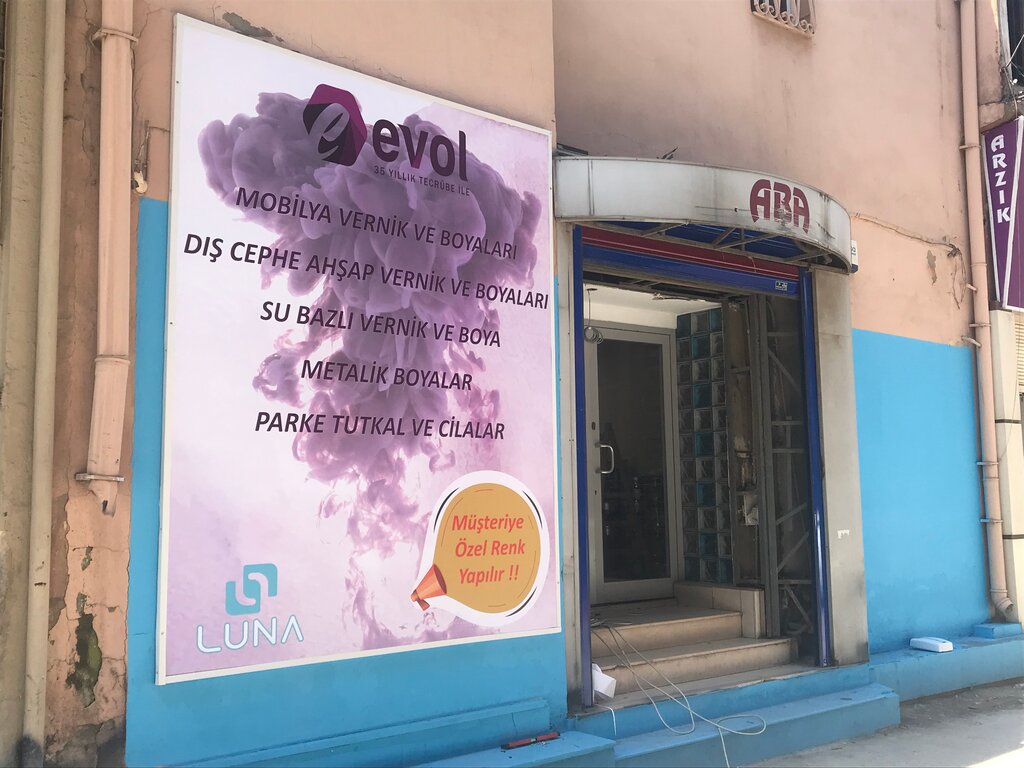 evol
35 YILLIK TECRÜBE İLE
MOBİLYA VERNİK VE BOYALARI
DIŞ CEPHE AHŞAP VERNİK VE BOYALARI
SU BAZLI VERNİK VE BOYA
METALİK BOYALAR
PARKE TUTKAL VE CİLALAR
Müşteriye
Özel Renk
Yapılır !!
LUNA
ABA
ARZIK